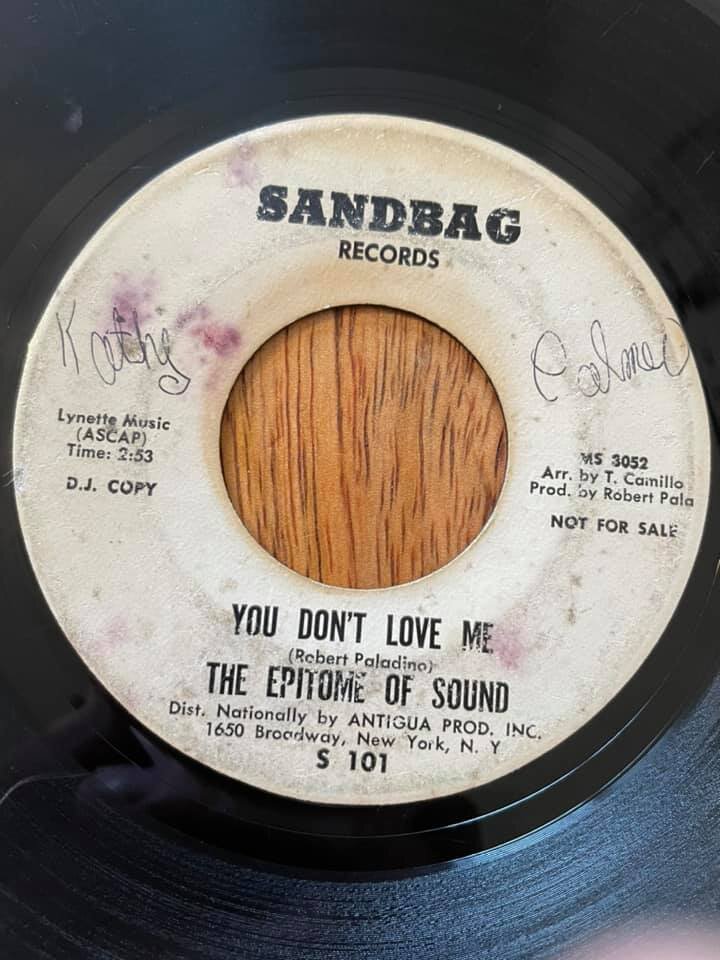 SANDBAG
RECORDS
Kathy
Lynette Music
(ASCAP)
Time: 2:53
D.J. COPY
MS 3052
Arr. by T. Camillo
Prod. by Robert Pala
NOT FOR SALE
YOU DON'T LOVE ME
(Robert Paladino)
THE EPITOME OF SOUND
Dist. Nationally by ANTIGUA PROD. INC.
1650 Broadway, New York, N. Y
S 101